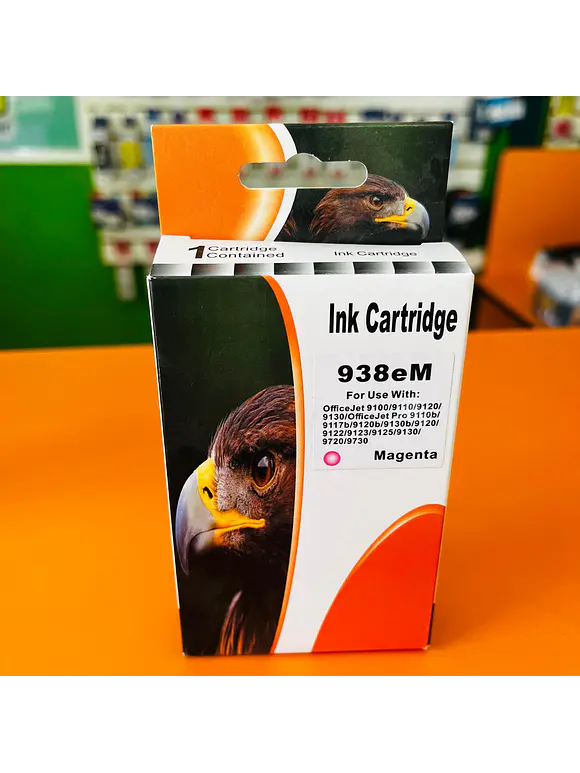 1 Cartridge
Contained
Ink Cartridge
Ink Cartridge
938eM
For Use With:
OfficeJet 9100/9110/9120/
9130/OfficeJet Pro 9110b/
9117b/9120b/9130b/9120/
9122/9123/9125/9130/
9720/9730
Magenta